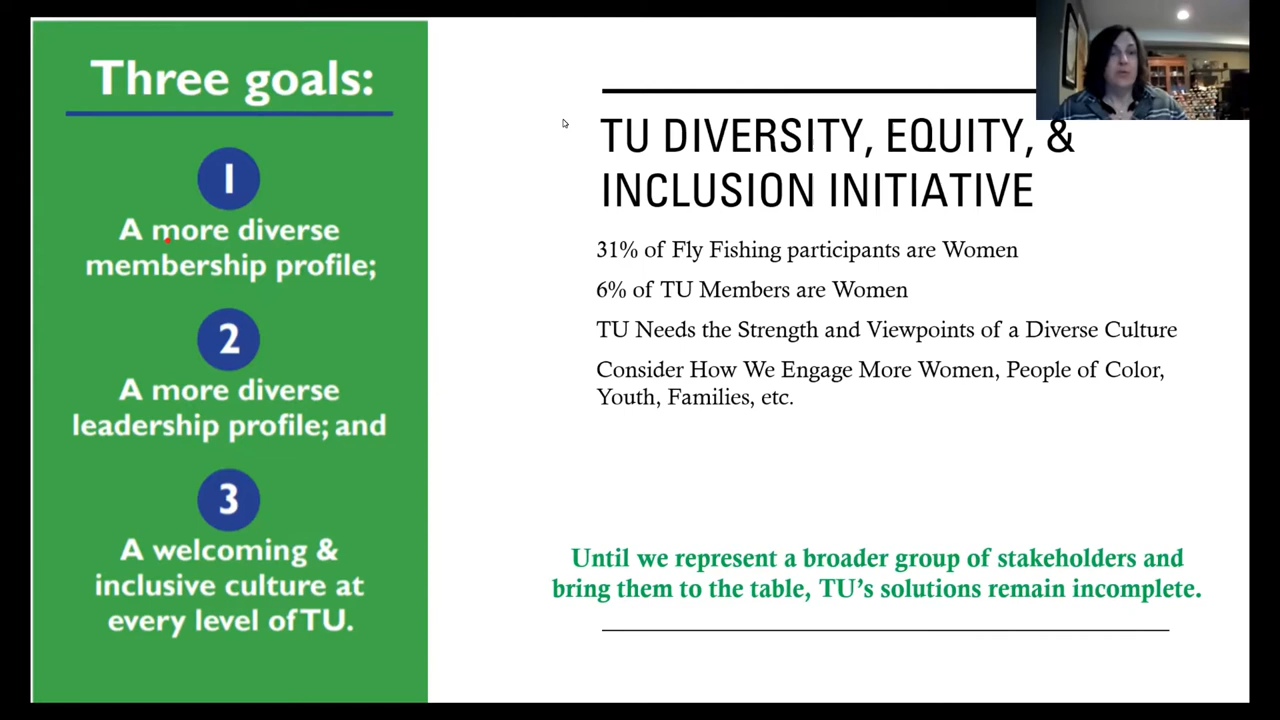 Three goals:
1
A more diverse
membership profile;
2
A more diverse
leadership profile; and
3
A welcoming &
inclusive culture at
every level of TU.
TU DIVERSITY, EQUITY, &
INCLUSION INITIATIVE
31% of Fly Fishing participants are Women
6% of TU Members are Women
TU Needs the Strength and Viewpoints of a Diverse Culture
Consider How We Engage More Women, People of Color,
Youth, Families, etc.
Until we represent a broader group of stakeholders and
bring them to the table, TU’s solutions remain incomplete.